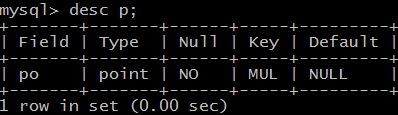 mysql> desc p;
+-------+-------+------+-----+---------+
| Field | Type  | Null | Key | Default |
+-------+-------+------+-----+---------+
| po    | point | NO   | MUL | NULL    |
+-------+-------+------+-----+---------+
1 row in set (0.00 sec)